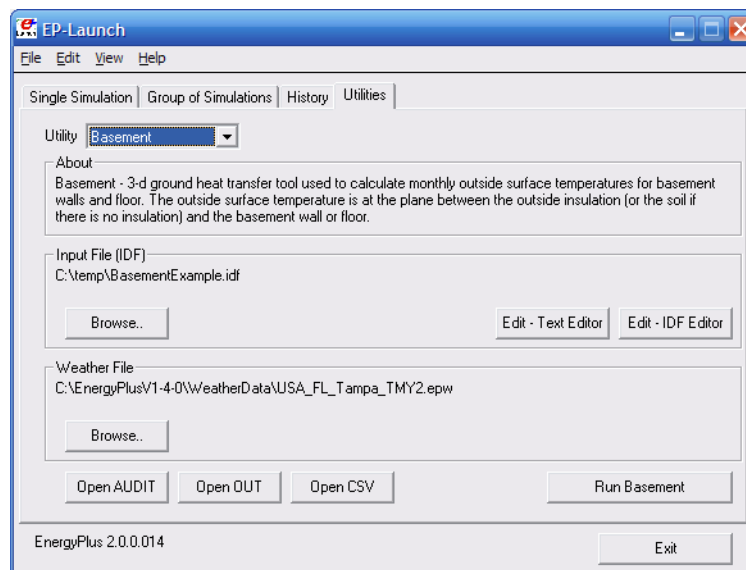 EP-Launch
File Edit View Help
Single Simulation Group of Simulations History Utilities
Utility Basement
About
Basement - 3-d ground heat transfer tool used to calculate monthly outside surface temperatures for basement
walls and floor. The outside surface temperature is at the plane between the outside insulation (or the soil if
there is no insulation) and the basement wall or floor.
Input File (IDF)
C:\temp\BasementExample.idf
Browse.. Edit - Text Editor Edit - IDF Editor
Weather File
C:\EnergyPlusV1-4-0\WeatherData\USA_FL_Tampa_TMY2.epw
Browse..
Open AUDIT Open OUT Open CSV Run Basement
EnergyPlus 2.0.0.014 Exit